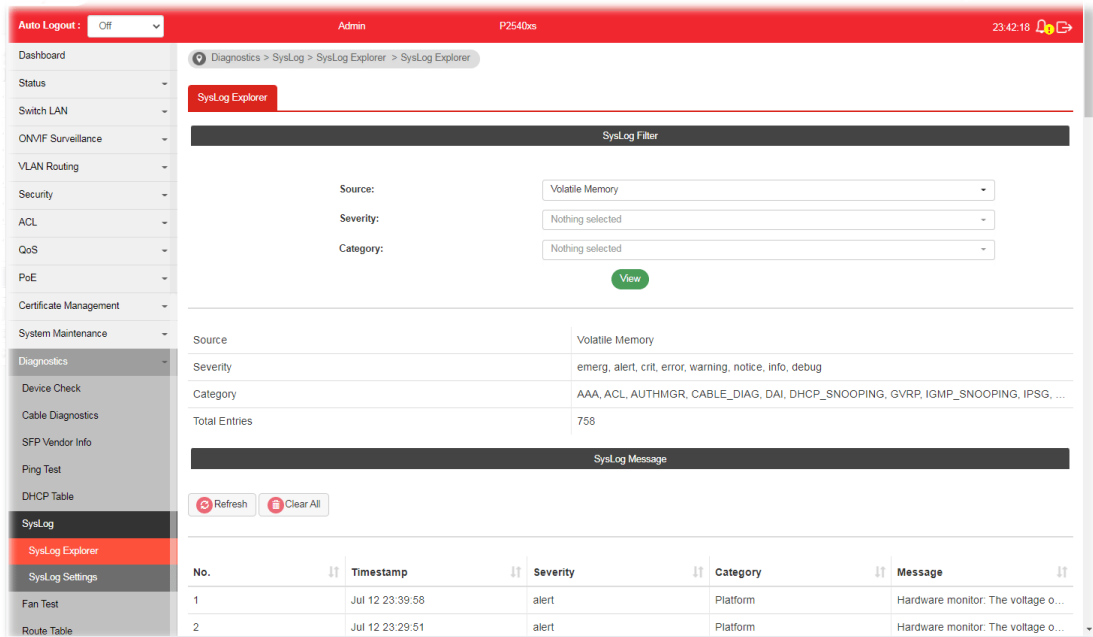 Auto Logout : Off Admin P2540xs 23:42:18
Dashboard
Status
Switch LAN
ONVIF Surveillance
VLAN Routing
Security
ACL
QoS
PoE
Certificate Management
System Maintenance
Diagnostics
Device Check
Cable Diagnostics
SFP Vendor Info
Ping Test
DHCP Table
SysLog
SysLog Explorer
SysLog Settings
Fan Test
Route Table
Diagnostics > SysLog > SysLog Explorer > SysLog Explorer
SysLog Explorer
SysLog Filter
Source: Volatile Memory
Severity: Nothing selected
Category: Nothing selected
View
Source Volatile Memory
Severity emerg, alert, crit, error, warning, notice, info, debug
Category AAA, ACL, AUTHMGR, CABLE_DIAG, DAI, DHCP_SNOOPING, GVRP, IGMP_SNOOPING, IPSG, ...
Total Entries 758
SysLog Message
Refresh Clear All
No. Timestamp Severity Category Message
1 Jul 12 23:39:58 alert Platform Hardware monitor: The voltage o...
2 Jul 12 23:29:51 alert Platform Hardware monitor: The voltage o...